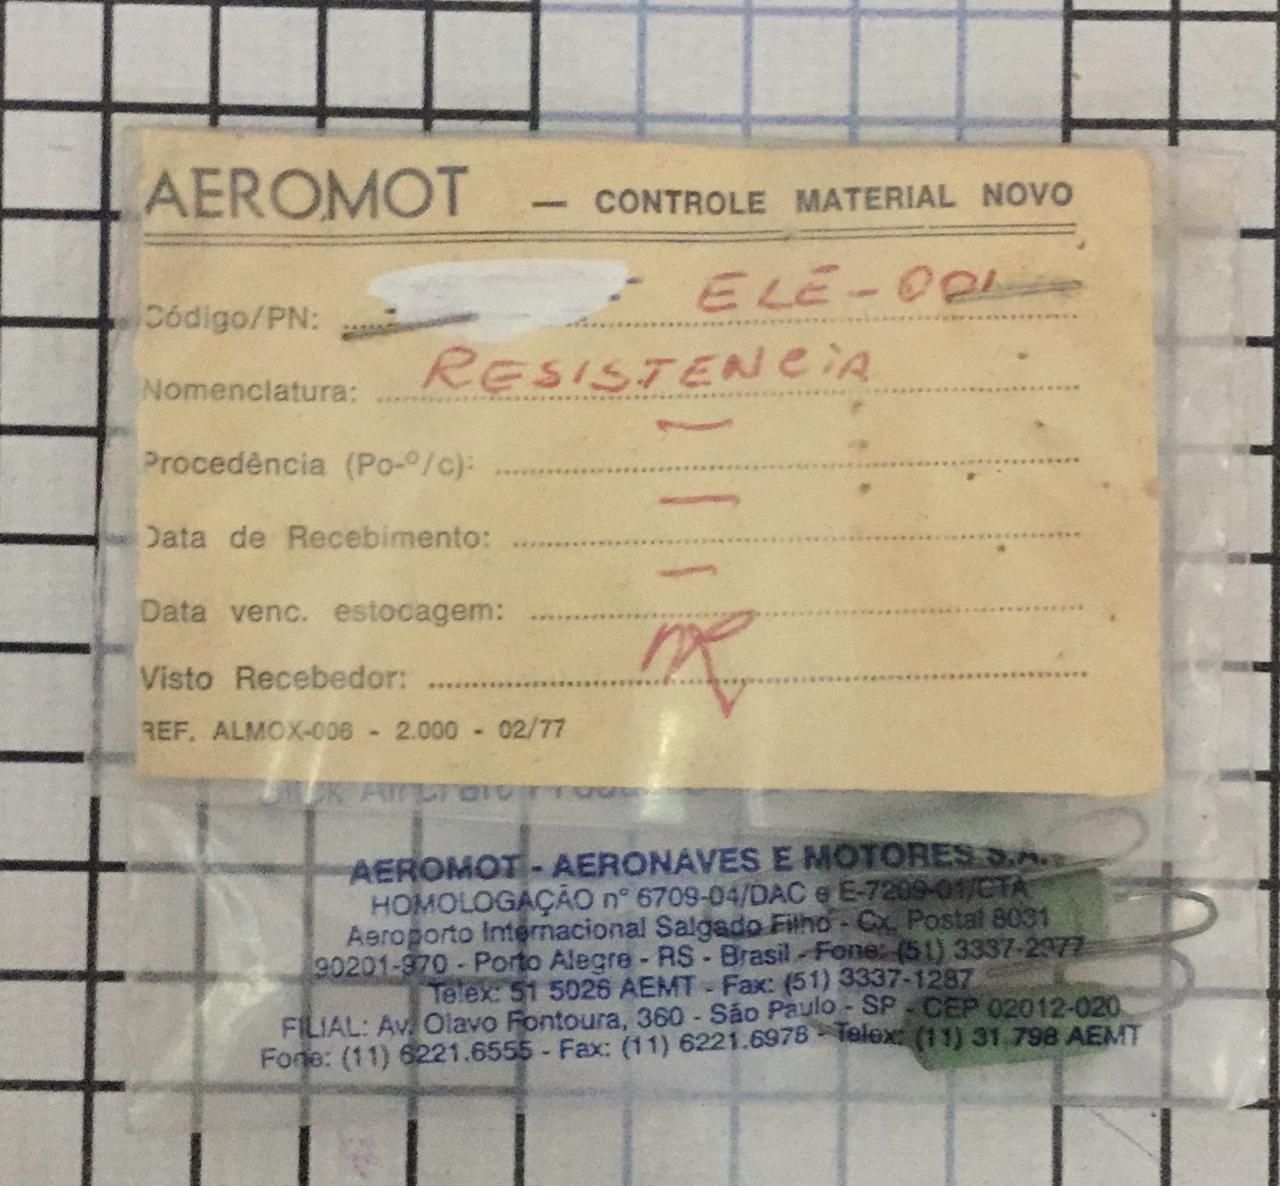 AEROMOT — CONTROLE MATERIAL NOVO
Código/PN: ELE-001
Nomenclatura: RESISTENCIA
Procedência (Po-º/c): —
Data de Recebimento: —
Data venc. estocagem: —
Visto Recebedor:
REF. ALMOX-006 - 2.000 - 02/77
Aircraft
AEROMOT - AERONAVES E MOTORES S.A.
HOMOLOGAÇÃO nº 6709-04/DAC e E-7209-01/CTA
Aeroporto Internacional Salgado Filho - Cx. Postal 8031
90201-970 - Porto Alegre - RS - Brasil - Fone: (51) 3337-2977
Telex: 51 5026 AEMT - Fax: (51) 3337-1287
FILIAL: Av. Olavo Fontoura, 360 - São Paulo - SP - CEP 02012-020
Fone: (11) 6221.6555 - Fax: (11) 6221.6978 - Telex: (11) 31 798 AEMT